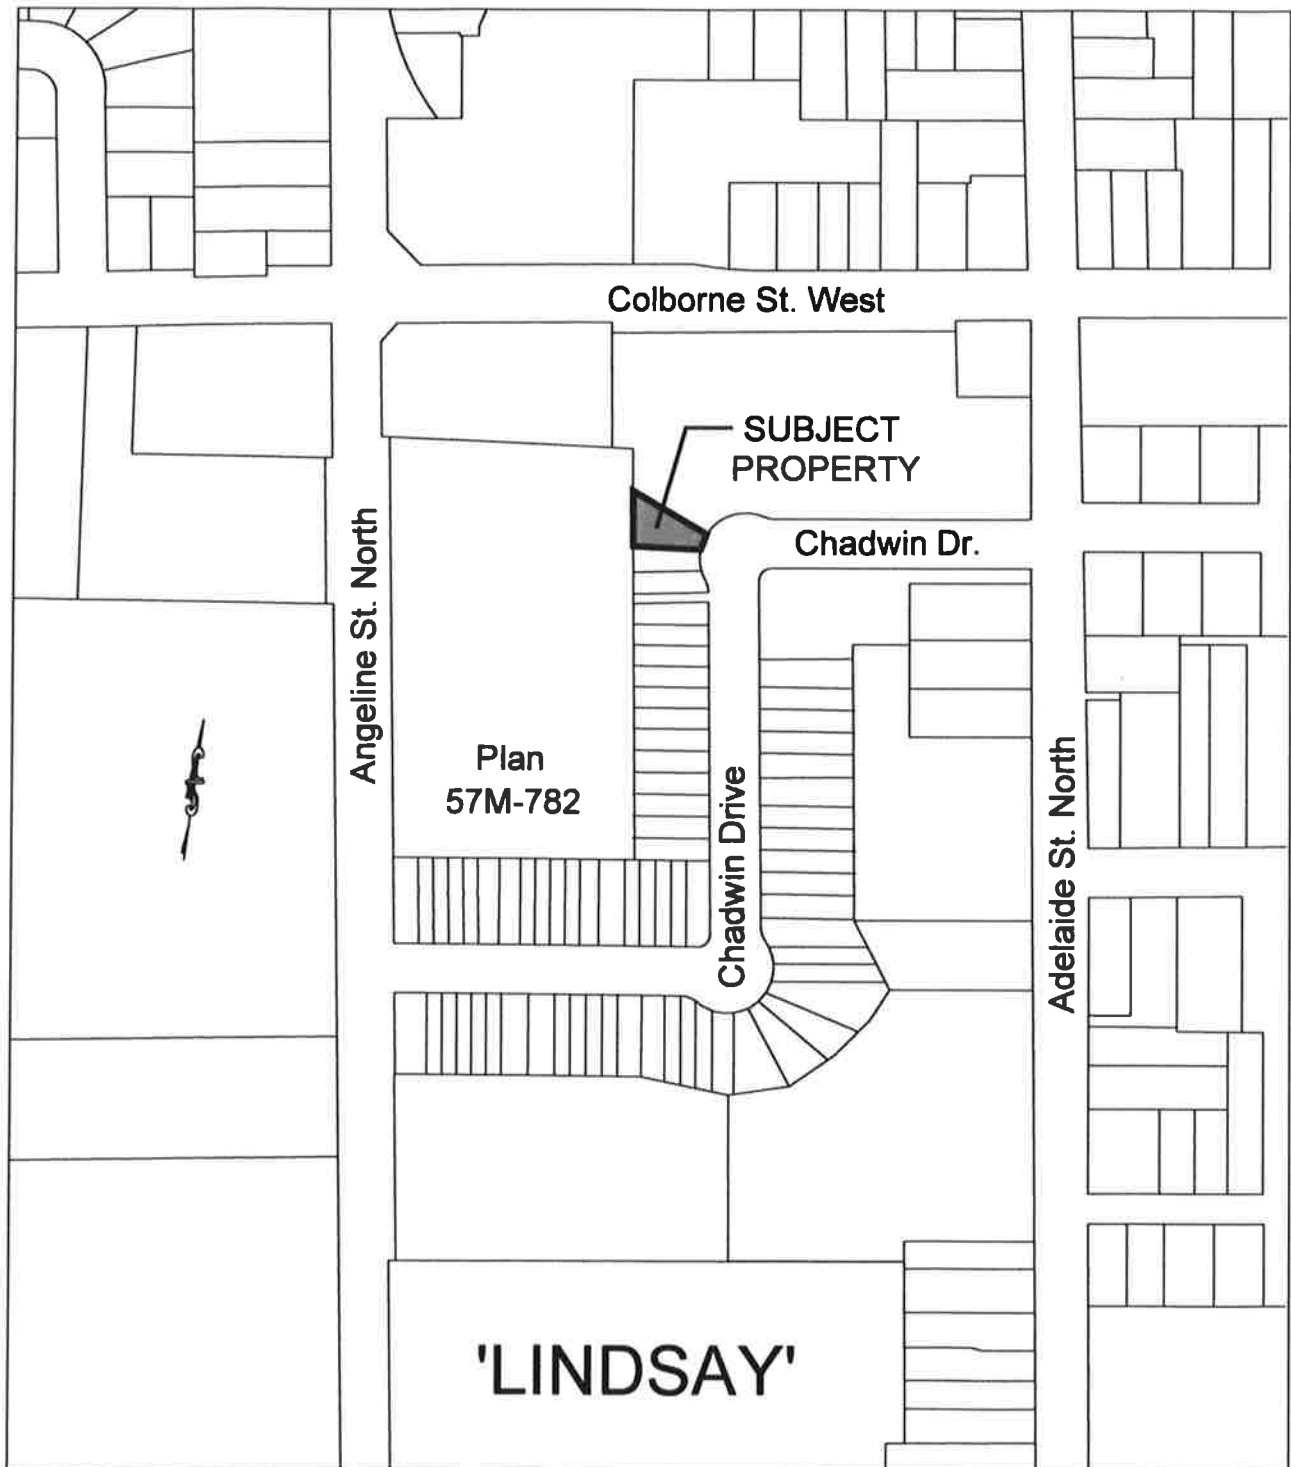 Colborne St. West
SUBJECT
PROPERTY
Chadwin Dr.
Angeline St. North
Plan
57M-782
Chadwin Drive
Adelaide St. North
'LINDSAY'